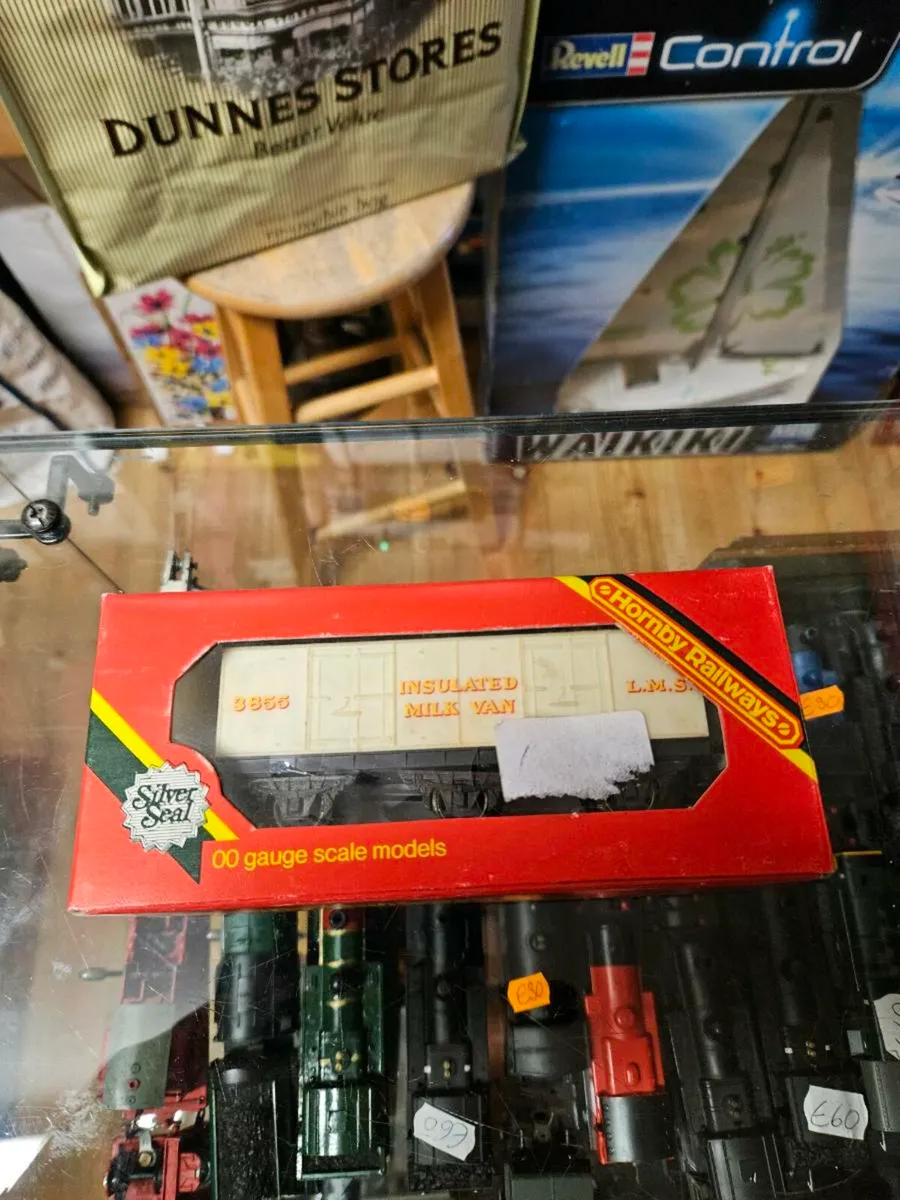 DUNNES STORES
Better Value
Revell Control
WAIKIKI
Hornby Railways
3855
INSULATED
MILK VAN
L.M.S.
Silver
Seal
00 gauge scale models
£30
£30
£60
£60